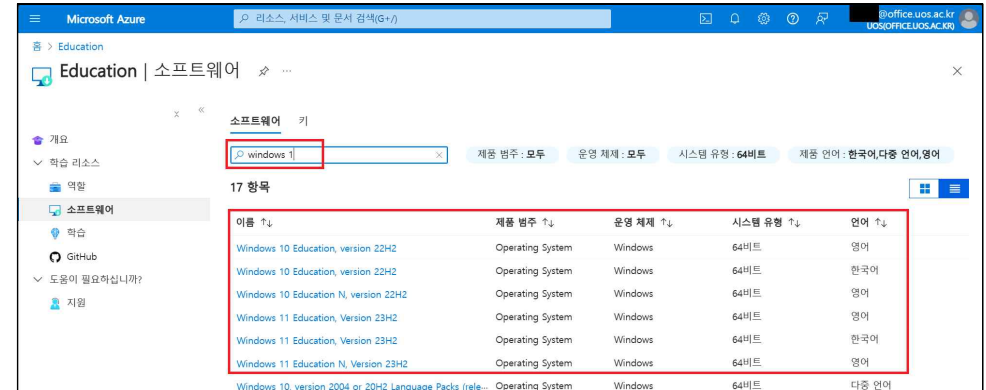 Microsoft Azure
리소스, 서비스 및 문서 검색(G+/)
@office.uos.ac.kr
UOS(OFFICE.UOS.AC.KR)
홈 > Education
Education | 소프트웨어
개요
학습 리소스
역할
소프트웨어
학습
GitHub
도움이 필요하십니까?
지원
소프트웨어 키
windows 1
제품 범주 : 모두 운영 체제 : 모두 시스템 유형 : 64비트 제품 언어 : 한국어,다중 언어,영어
17 항목
이름 ↑↓ 제품 범주 ↑↓ 운영 체제 ↑↓ 시스템 유형 ↑↓ 언어 ↑↓
Windows 10 Education, version 22H2 Operating System Windows 64비트 영어
Windows 10 Education, version 22H2 Operating System Windows 64비트 한국어
Windows 10 Education N, version 22H2 Operating System Windows 64비트 영어
Windows 11 Education, Version 23H2 Operating System Windows 64비트 영어
Windows 11 Education, Version 23H2 Operating System Windows 64비트 한국어
Windows 11 Education N, Version 23H2 Operating System Windows 64비트 영어
Windows 10, version 2004 or 20H2 Language Packs (rele... Operating System Windows 64비트 다중 언어